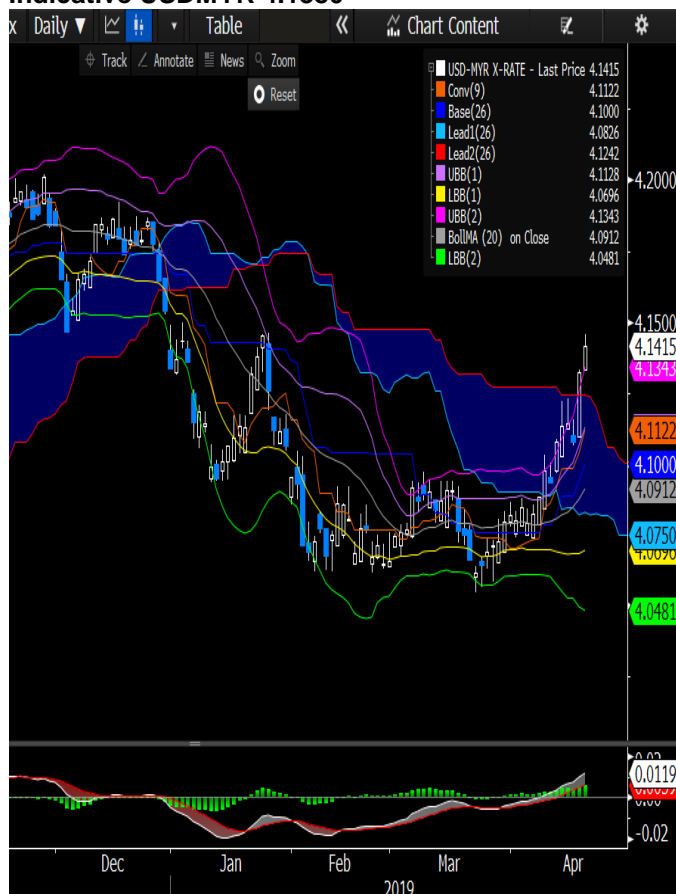 x Daily ▼ Table « Chart Content
Track Annotate News Zoom
Reset
USD-MYR X-RATE - Last Price 4.1415
Conv(9) 4.1122
Base(26) 4.1000
Lead1(26) 4.0826
Lead2(26) 4.1242
UBB(1) 4.1128
LBB(1) 4.0696
UBB(2) 4.1343
BollMA (20) on Close 4.0912
LBB(2) 4.0481
4.2000
4.1500
4.1415
4.1343
4.1122
4.1000
4.0912
4.0750
4.0696
4.0481
0.0119
-0.02
Dec Jan Feb Mar Apr
2019